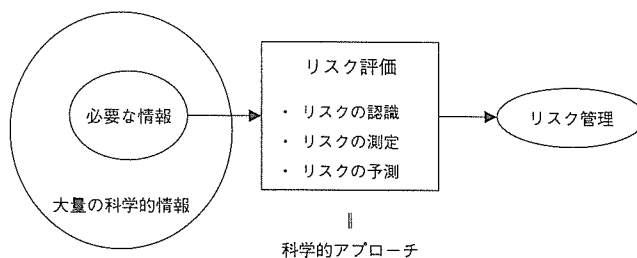 必要な情報
大量の科学的情報
リスク評価
・ リスクの認識
・ リスクの測定
・ リスクの予測
॥
科学的アプローチ
リスク管理